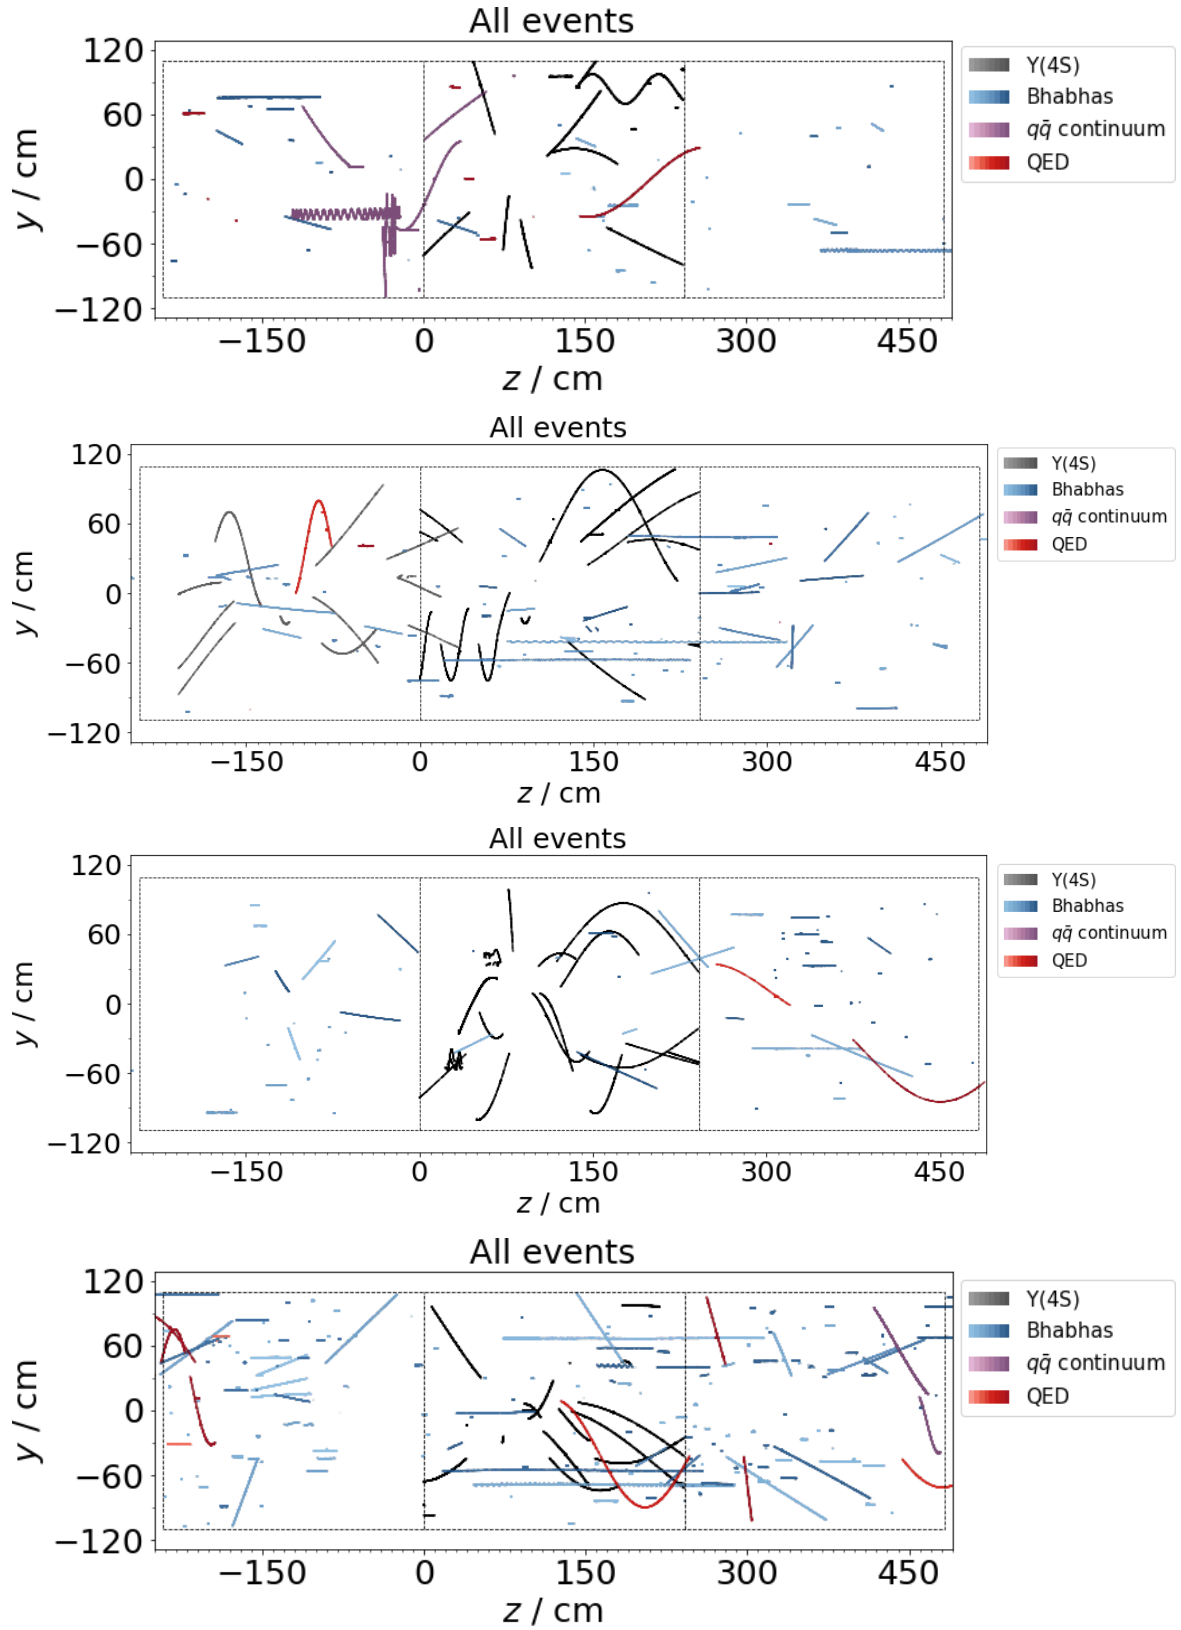 All events
120
60
0
−60
−120
y / cm
−150 0 150 300 450
z / cm
Υ(4S)
Bhabhas
qq̄ continuum
QED
All events
120
60
0
−60
−120
y / cm
−150 0 150 300 450
z / cm
Υ(4S)
Bhabhas
qq̄ continuum
QED
All events
120
60
0
−60
−120
y / cm
−150 0 150 300 450
z / cm
Υ(4S)
Bhabhas
qq̄ continuum
QED
All events
120
60
0
−60
−120
y / cm
−150 0 150 300 450
z / cm
Υ(4S)
Bhabhas
qq̄ continuum
QED